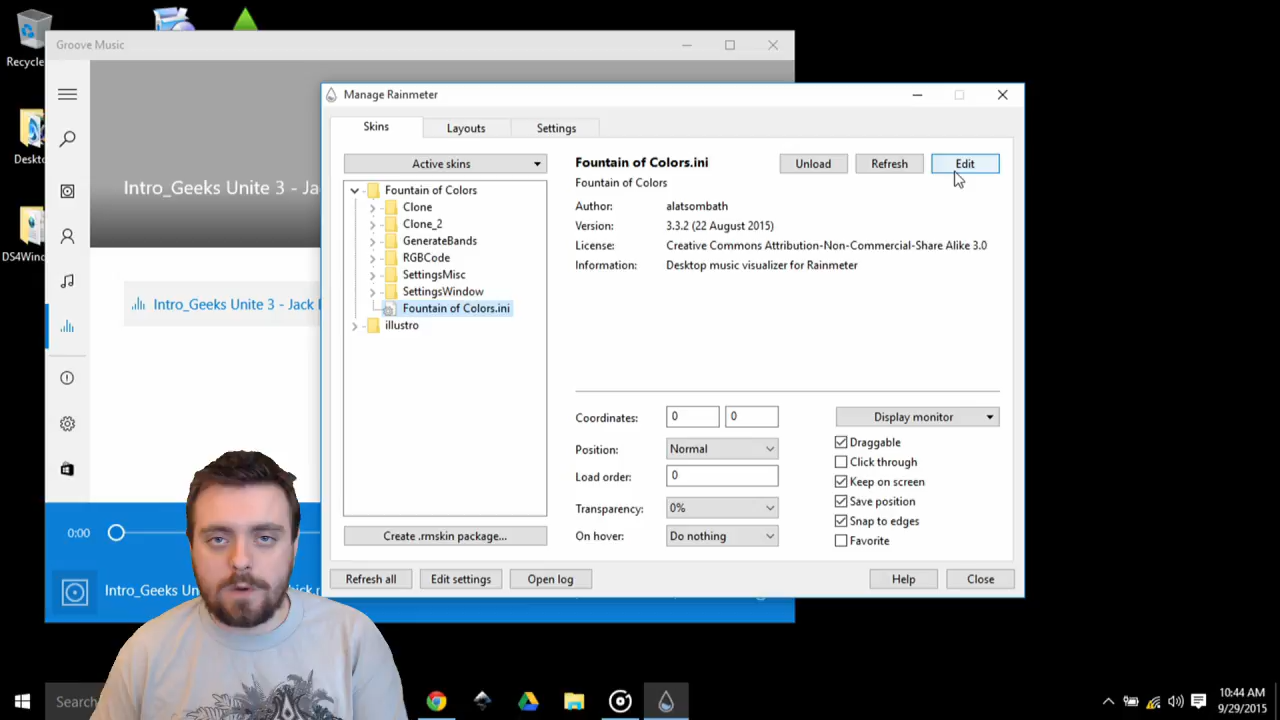 Recycle
Groove Music
Intro_Geeks Unite 3 - Jack
Deskto
DS4Wind
Intro_Geeks Unite 3 - Jack
0:00
Intro_Geeks
Manage Rainmeter
Skins
Layouts
Settings
Active skins
Fountain of Colors
Clone
Clone_2
GenerateBands
RGBCode
SettingsMisc
SettingsWindow
Fountain of Colors.ini
illustro
Create .rmskin package...
Fountain of Colors.ini
Unload
Refresh
Edit
Fountain of Colors
Author: alatsombath
Version: 3.3.2 (22 August 2015)
License: Creative Commons Attribution-Non-Commercial-Share Alike 3.0
Information: Desktop music visualizer for Rainmeter
Coordinates: 0 0
Position: Normal
Load order: 0
Transparency: 0%
On hover: Do nothing
Display monitor
Draggable
Click through
Keep on screen
Save position
Snap to edges
Favorite
Refresh all
Edit settings
Open log
Help
Close
Search
10:44 AM
9/29/2015